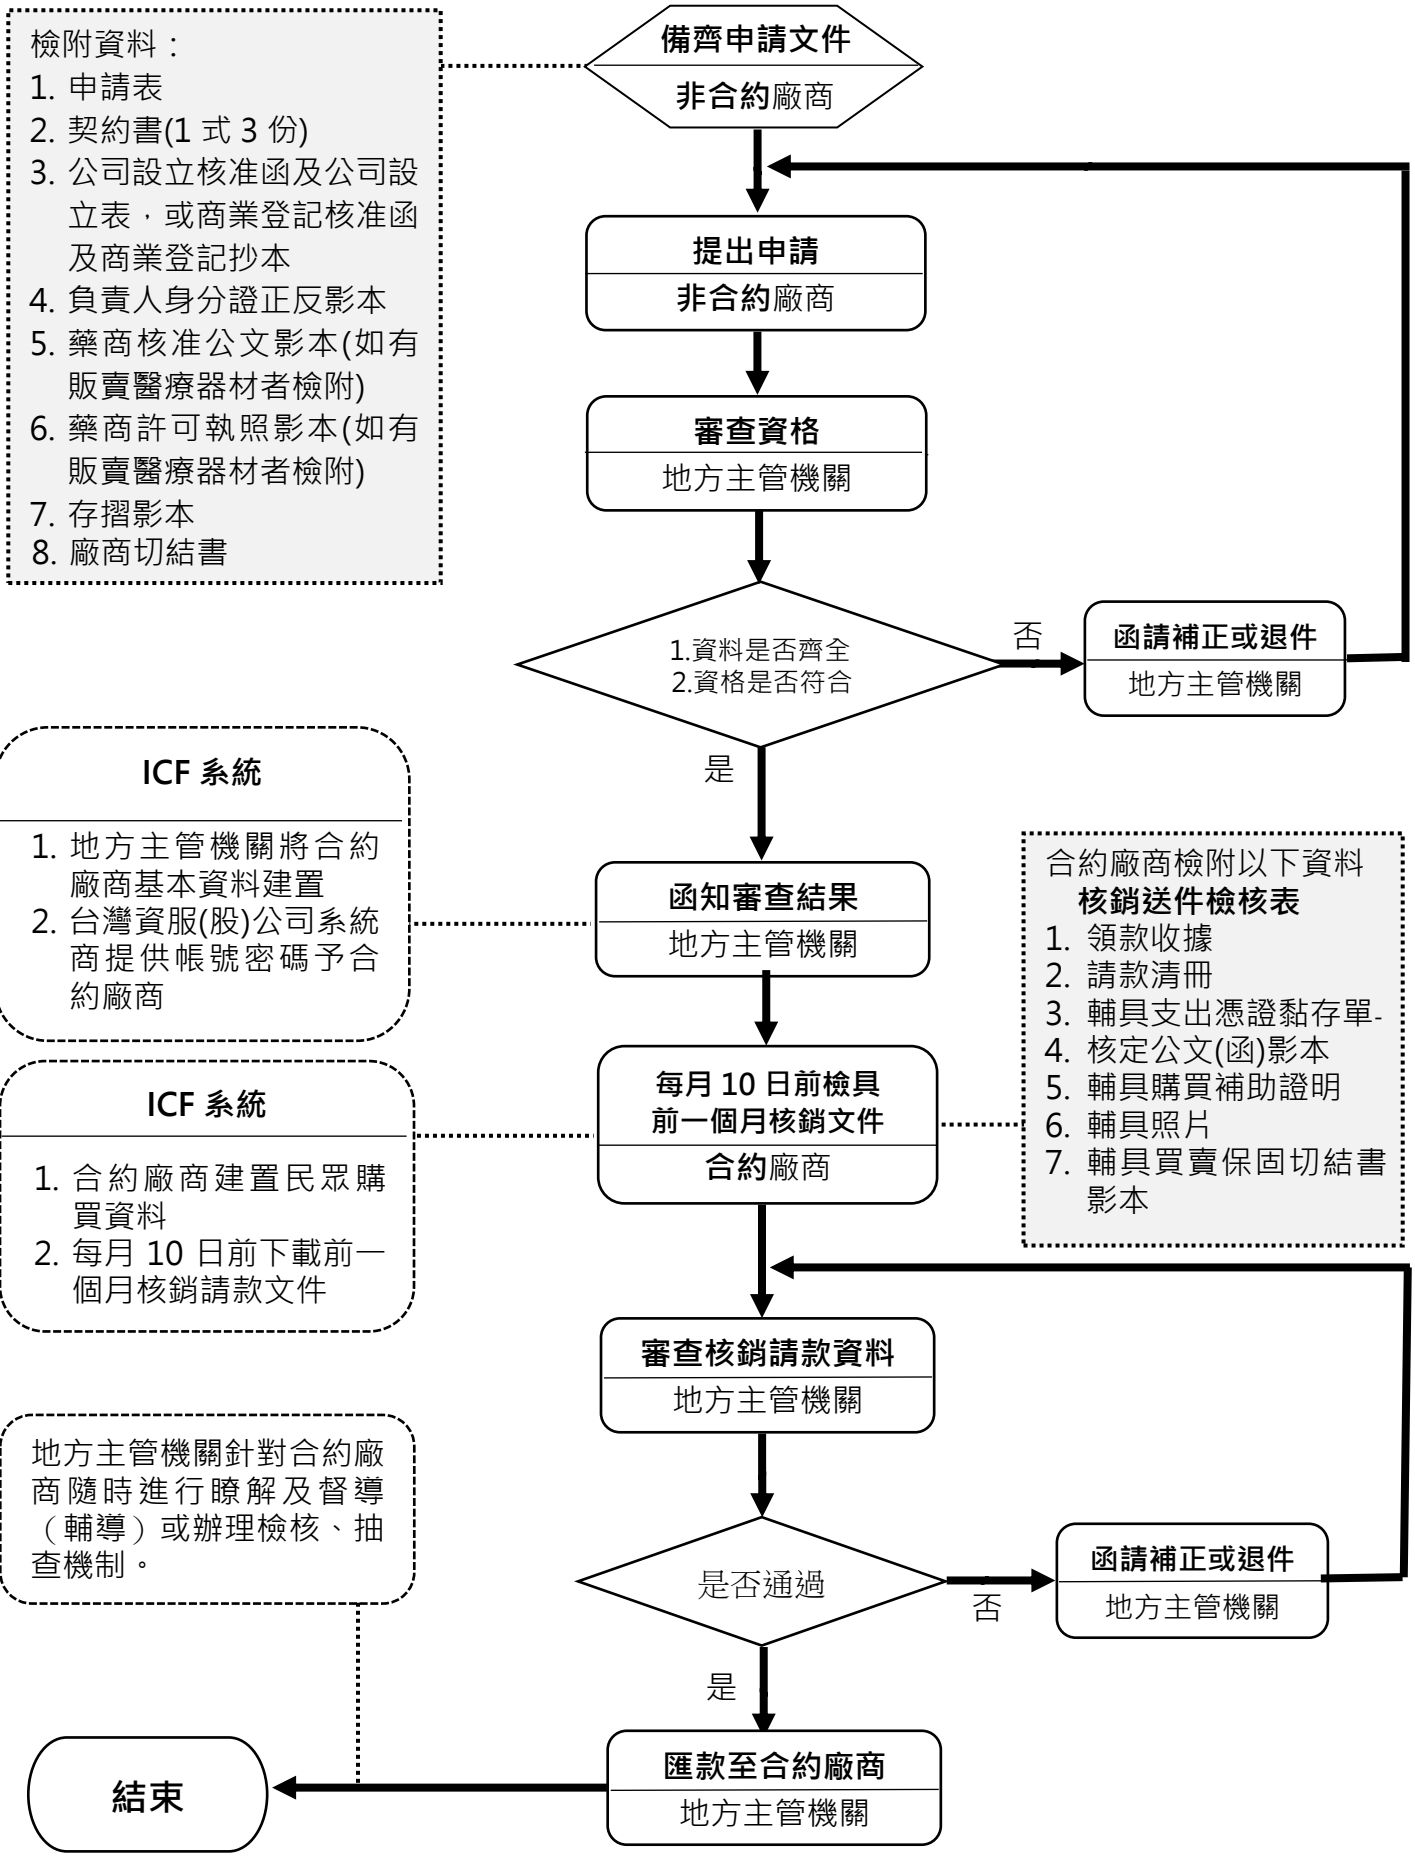 檢附資料：
1. 申請表
2. 契約書(1 式 3 份)
3. 公司設立核准函及公司設
立表，或商業登記核准函
及商業登記抄本
4. 負責人身分證正反影本
5. 藥商核准公文影本(如有
販賣醫療器材者檢附)
6. 藥商許可執照影本(如有
販賣醫療器材者檢附)
7. 存摺影本
8. 廠商切結書
備齊申請文件
非合約廠商
提出申請
非合約廠商
審查資格
地方主管機關
1.資料是否齊全
2.資格是否符合
否
函請補正或退件
地方主管機關
是
ICF 系統
1. 地方主管機關將合約
廠商基本資料建置
2. 台灣資服(股)公司系統
商提供帳號密碼予合
約廠商
函知審查結果
地方主管機關
合約廠商檢附以下資料
核銷送件檢核表
1. 領款收據
2. 請款清冊
3. 輔具支出憑證黏存單-
4. 核定公文(函)影本
5. 輔具購買補助證明
6. 輔具照片
7. 輔具買賣保固切結書
影本
ICF 系統
1. 合約廠商建置民眾購
買資料
2. 每月 10 日前下載前一
個月核銷請款文件
每月 10 日前檢具
前一個月核銷文件
合約廠商
審查核銷請款資料
地方主管機關
地方主管機關針對合約廠
商隨時進行瞭解及督導
（輔導）或辦理檢核、抽
查機制。
是否通過
否
函請補正或退件
地方主管機關
是
匯款至合約廠商
地方主管機關
結束